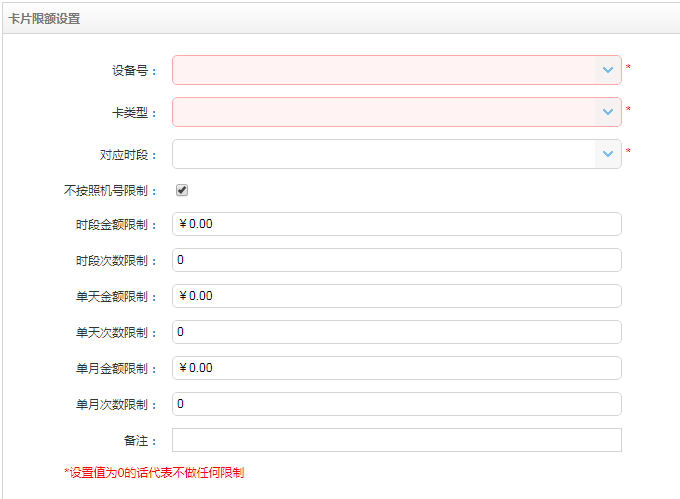 卡片限额设置
设备号： *
卡类型： *
对应时段： *
不按照机号限制：
时段金额限制： ￥0.00
时段次数限制： 0
单天金额限制： ￥0.00
单天次数限制： 0
单月金额限制： ￥0.00
单月次数限制： 0
备注：
*设置值为0的话代表不做任何限制